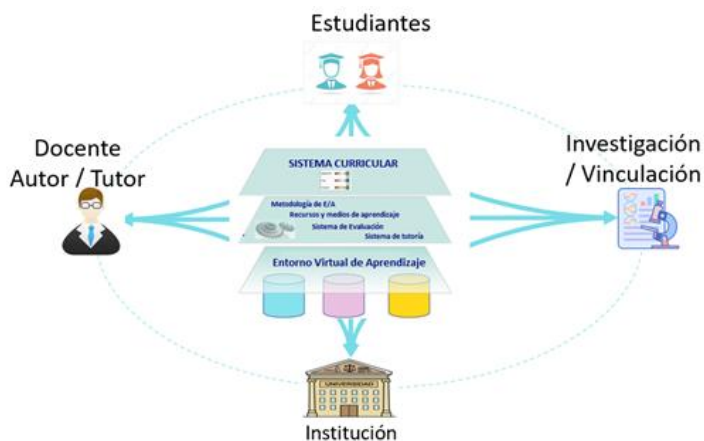 Estudiantes
Docente
Autor / Tutor
Investigación
/ Vinculación
SISTEMA CURRICULAR
Metodología de E/A
Recursos y medios de aprendizaje
Sistema de Evaluación
Sistema de tutoría
Entorno Virtual de Aprendizaje
UNIVERSIDAD
Institución